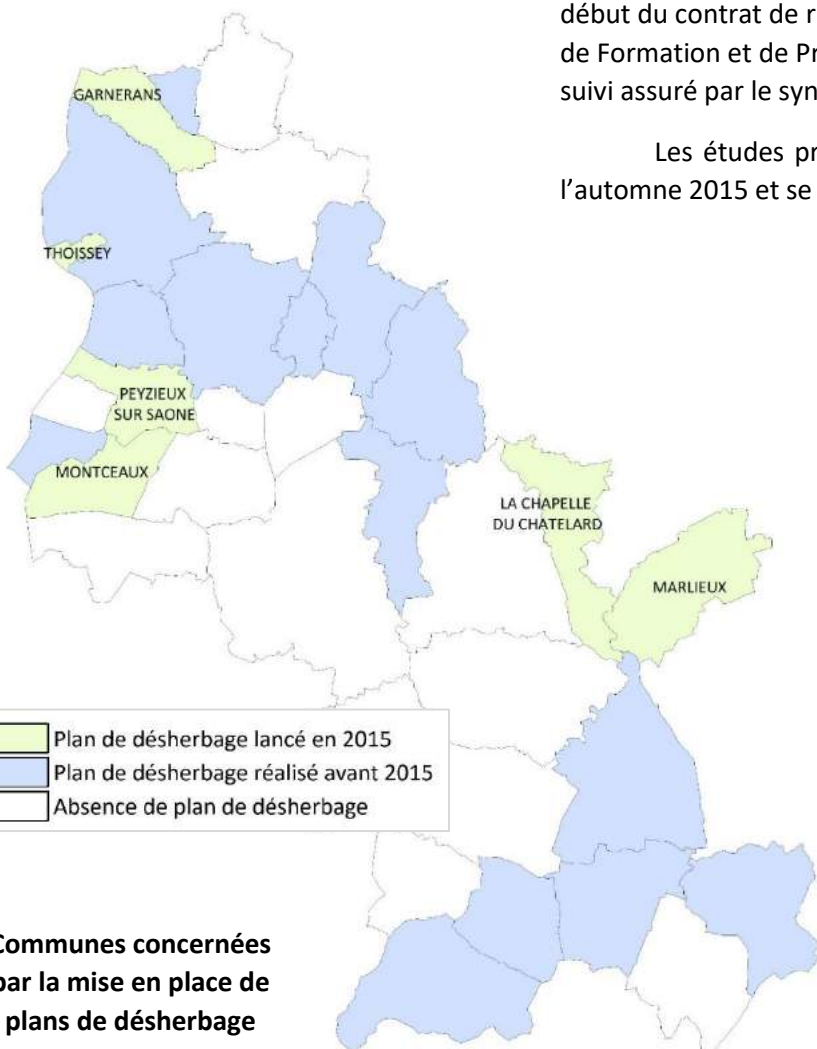 début du contrat de r
de Formation et de Pr
suivi assuré par le syn
Les études pr
l'automne 2015 et se
GARNERANS
THOISSEY
PEYZIEUX
SUR SAONE
MONTCEAUX
LA CHAPELLE
DU CHATELARD
MARLIEUX
Plan de désherbage lancé en 2015
Plan de désherbage réalisé avant 2015
Absence de plan de désherbage
Communes concernées
par la mise en place de
plans de désherbage